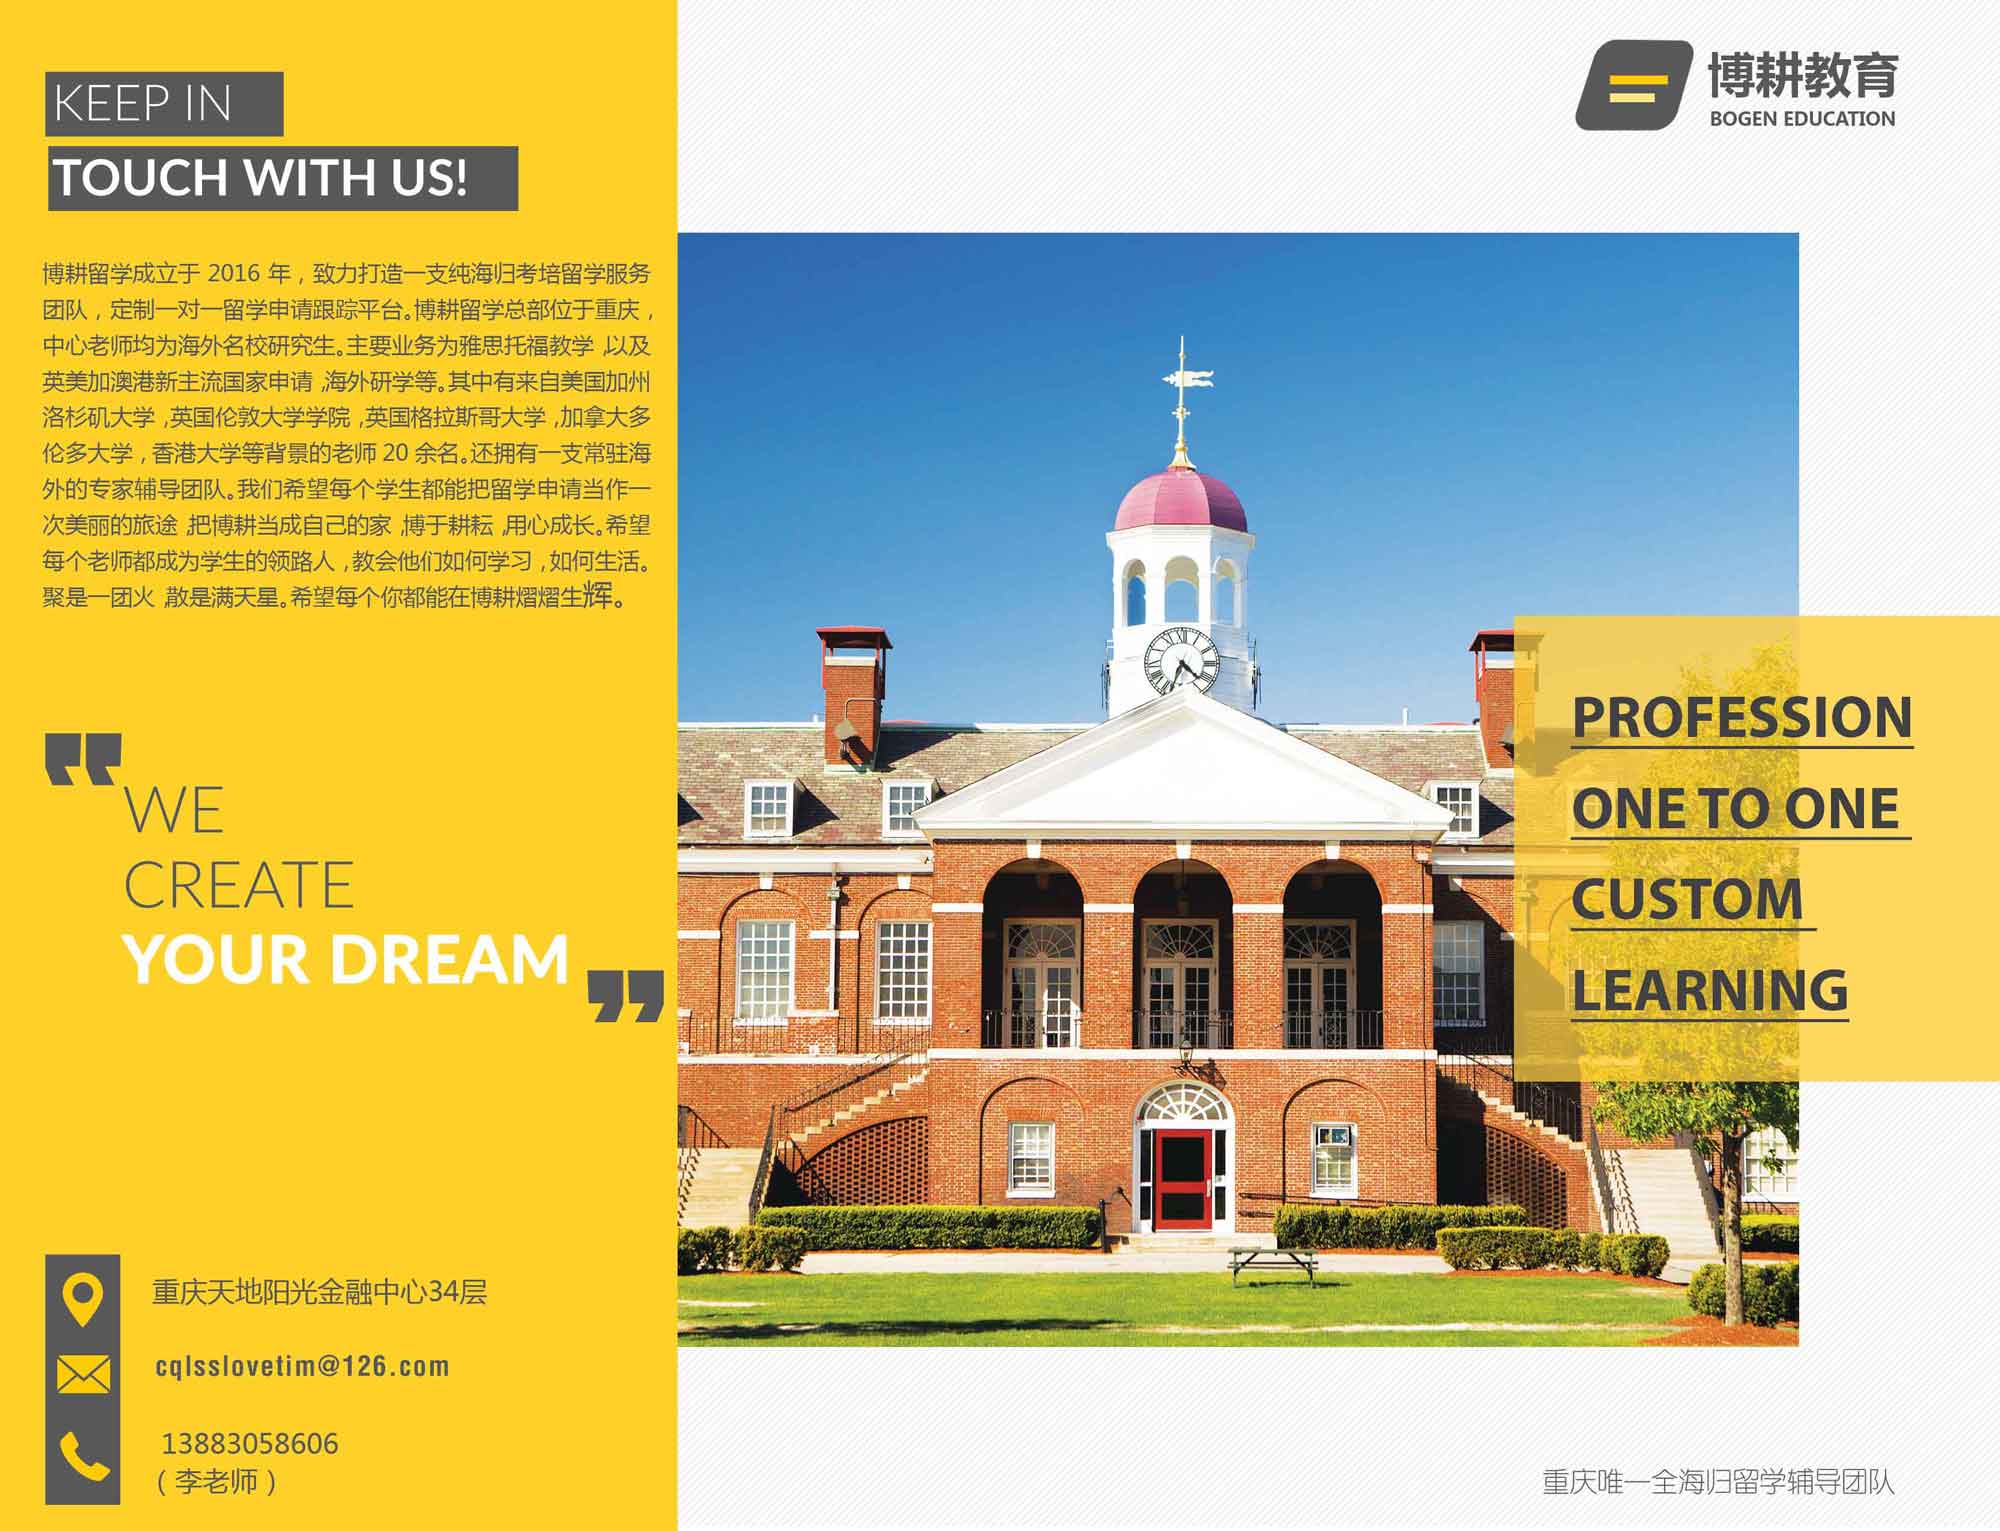 KEEP IN
TOUCH WITH US!
博耕留学成立于 2016 年，致力打造一支纯海归考培留学服务
团队，定制一对一留学申请跟踪平台。博耕留学总部位于重庆，
中心老师均为海外名校研究生。主要业务为雅思托福教学，以及
英美加澳港新主流国家申请，海外研学等。其中有来自美国加州
洛杉矶大学，英国伦敦大学学院，英国格拉斯哥大学，加拿大多
伦多大学，香港大学等背景的老师 20 余名。还拥有一支常驻海
外的专家辅导团队。我们希望每个学生都能把留学申请当作一
次美丽的旅途，把博耕当成自己的家，博于耕耘，用心成长。希望
每个老师都成为学生的领路人，教会他们如何学习，如何生活。
聚是一团火，散是满天星。希望每个你都能在博耕熠熠生辉。
"WE
CREATE
YOUR DREAM"
重庆天地阳光金融中心34层
cqlsslovetim@126.com
13883058606
（李老师）
博耕教育
BOGEN EDUCATION
PROFESSION
ONE TO ONE
CUSTOM
LEARNING
重庆唯一全海归留学辅导团队